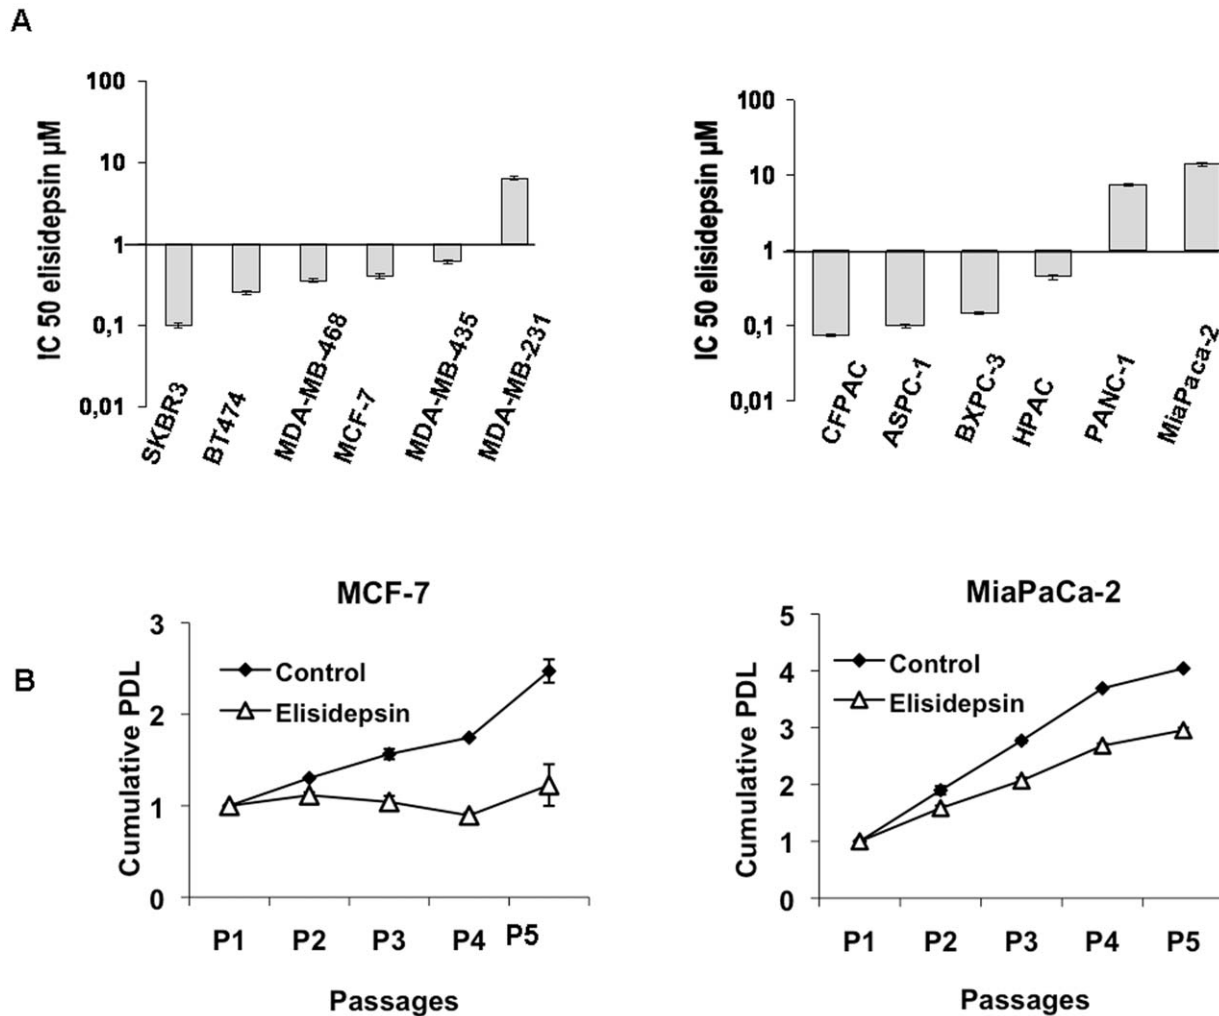 A
IC 50 elisidepsin µM
100
10
1
0,1
0,01
SKBR3
BT474
MDA-MB-468
MCF-7
MDA-MB-435
MDA-MB-231
IC 50 elisidepsin µM
100
10
1
0,1
0,01
CFPAC
ASPC-1
BXPC-3
HPAC
PANC-1
MiaPaca-2
B
MCF-7
Cumulative PDL
3
2
1
0
Control
Elisidepsin
P1 P2 P3 P4 P5
Passages
MiaPaCa-2
Cumulative PDL
5
4
3
2
1
0
Control
Elisidepsin
P1 P2 P3 P4 P5
Passages